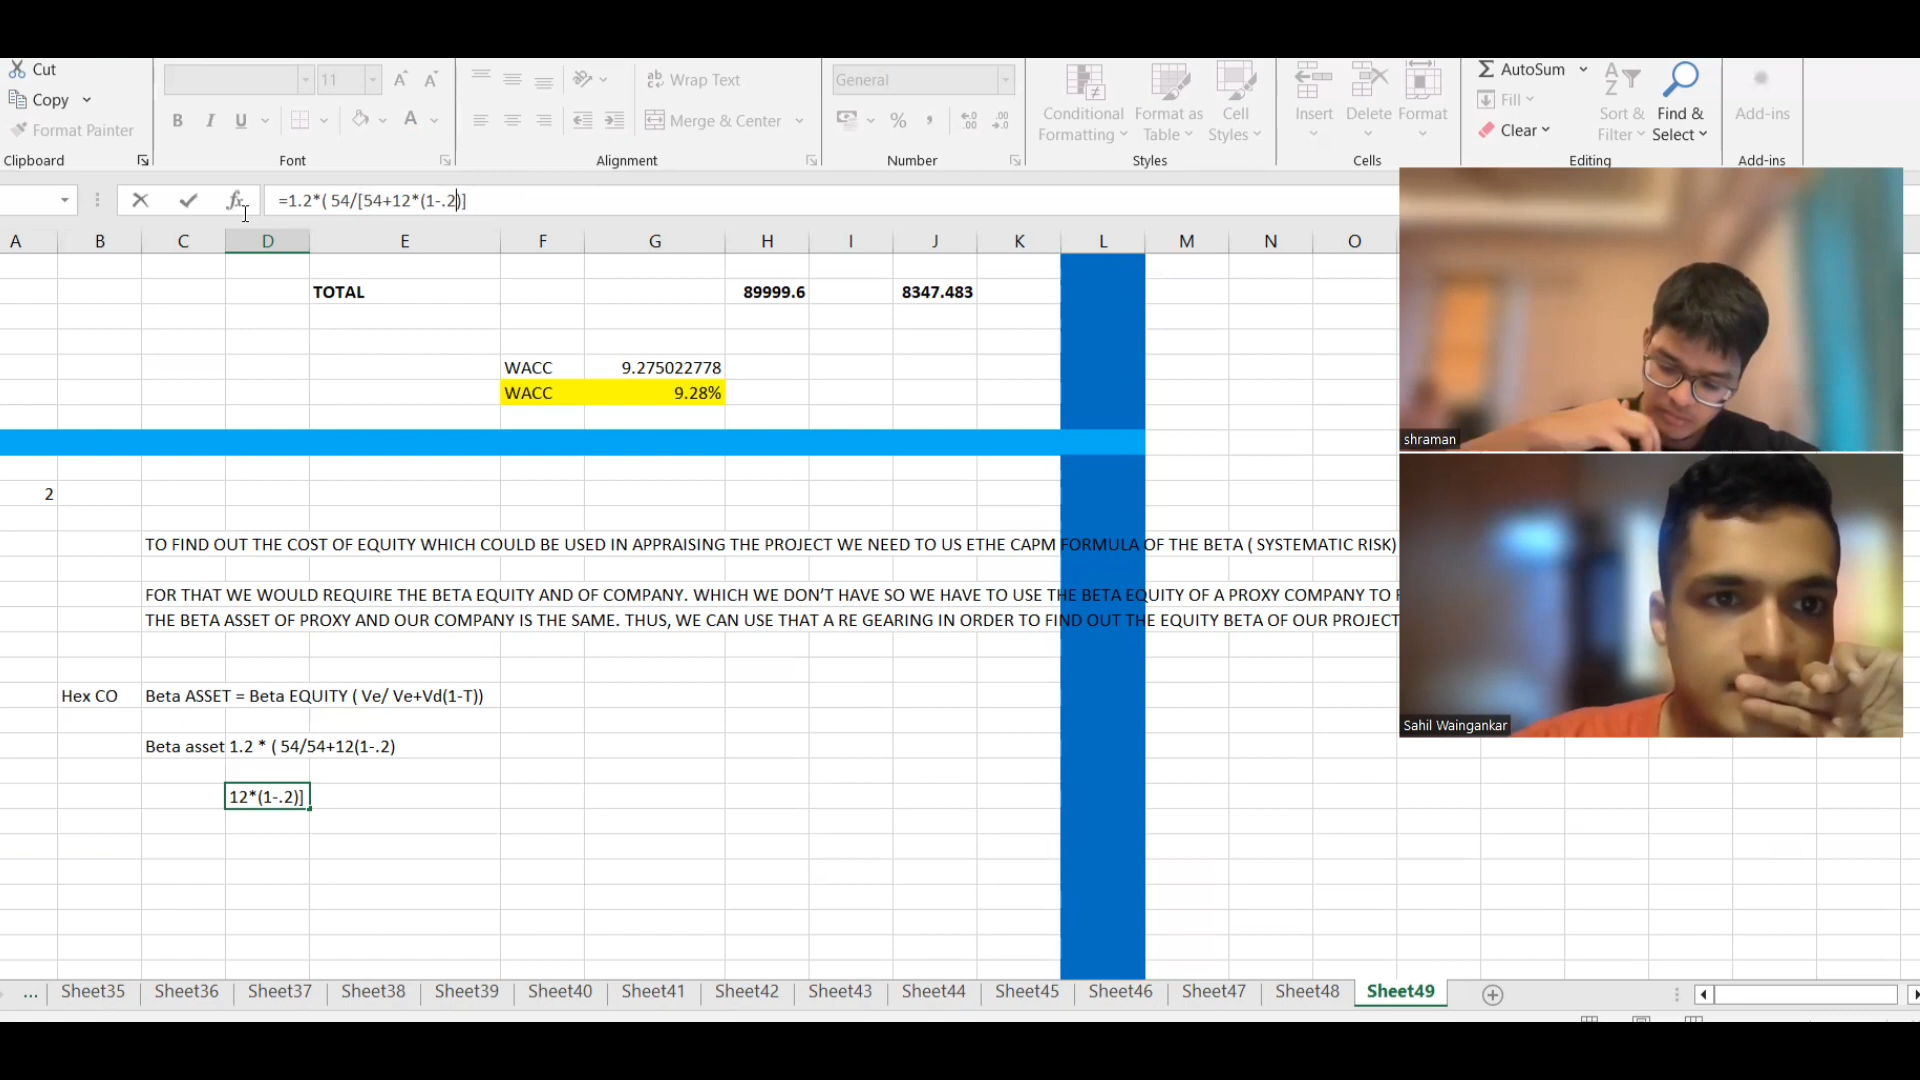 Cut
11
Wrap Text
General
AutoSum
Copy
Conditional Formatting
Format as Table
Cell Styles
Insert
Delete
Format
Fill
Sort & Filter
Find & Select
Add-ins
Format Painter
B I U
A
Merge & Center
%
Clear
Clipboard
Font
Alignment
Number
Styles
Cells
Editing
Add-ins
fx
=1.2*( 54/[54+12*(1-.2)]
A B C D E F G H I J K L M N O
TOTAL 89999.6 8347.483
WACC 9.275022778
WACC 9.28%
2
TO FIND OUT THE COST OF EQUITY WHICH COULD BE USED IN APPRAISING THE PROJECT WE NEED TO US ETHE CAPM FORMULA OF THE BETA ( SYSTEMATIC RISK)
FOR THAT WE WOULD REQUIRE THE BETA EQUITY AND OF COMPANY. WHICH WE DON'T HAVE SO WE HAVE TO USE THE BETA EQUITY OF A PROXY COMPANY TO
THE BETA ASSET OF PROXY AND OUR COMPANY IS THE SAME. THUS, WE CAN USE THAT A RE GEARING IN ORDER TO FIND OUT THE EQUITY BETA OF OUR PROJECT
Hex CO Beta ASSET = Beta EQUITY ( Ve/ Ve+Vd(1-T))
Beta asset 1.2 * ( 54/54+12(1-.2)
12*(1-.2)]
shraman
Sahil Waingankar
... Sheet35 Sheet36 Sheet37 Sheet38 Sheet39 Sheet40 Sheet41 Sheet42 Sheet43 Sheet44 Sheet45 Sheet46 Sheet47 Sheet48 Sheet49